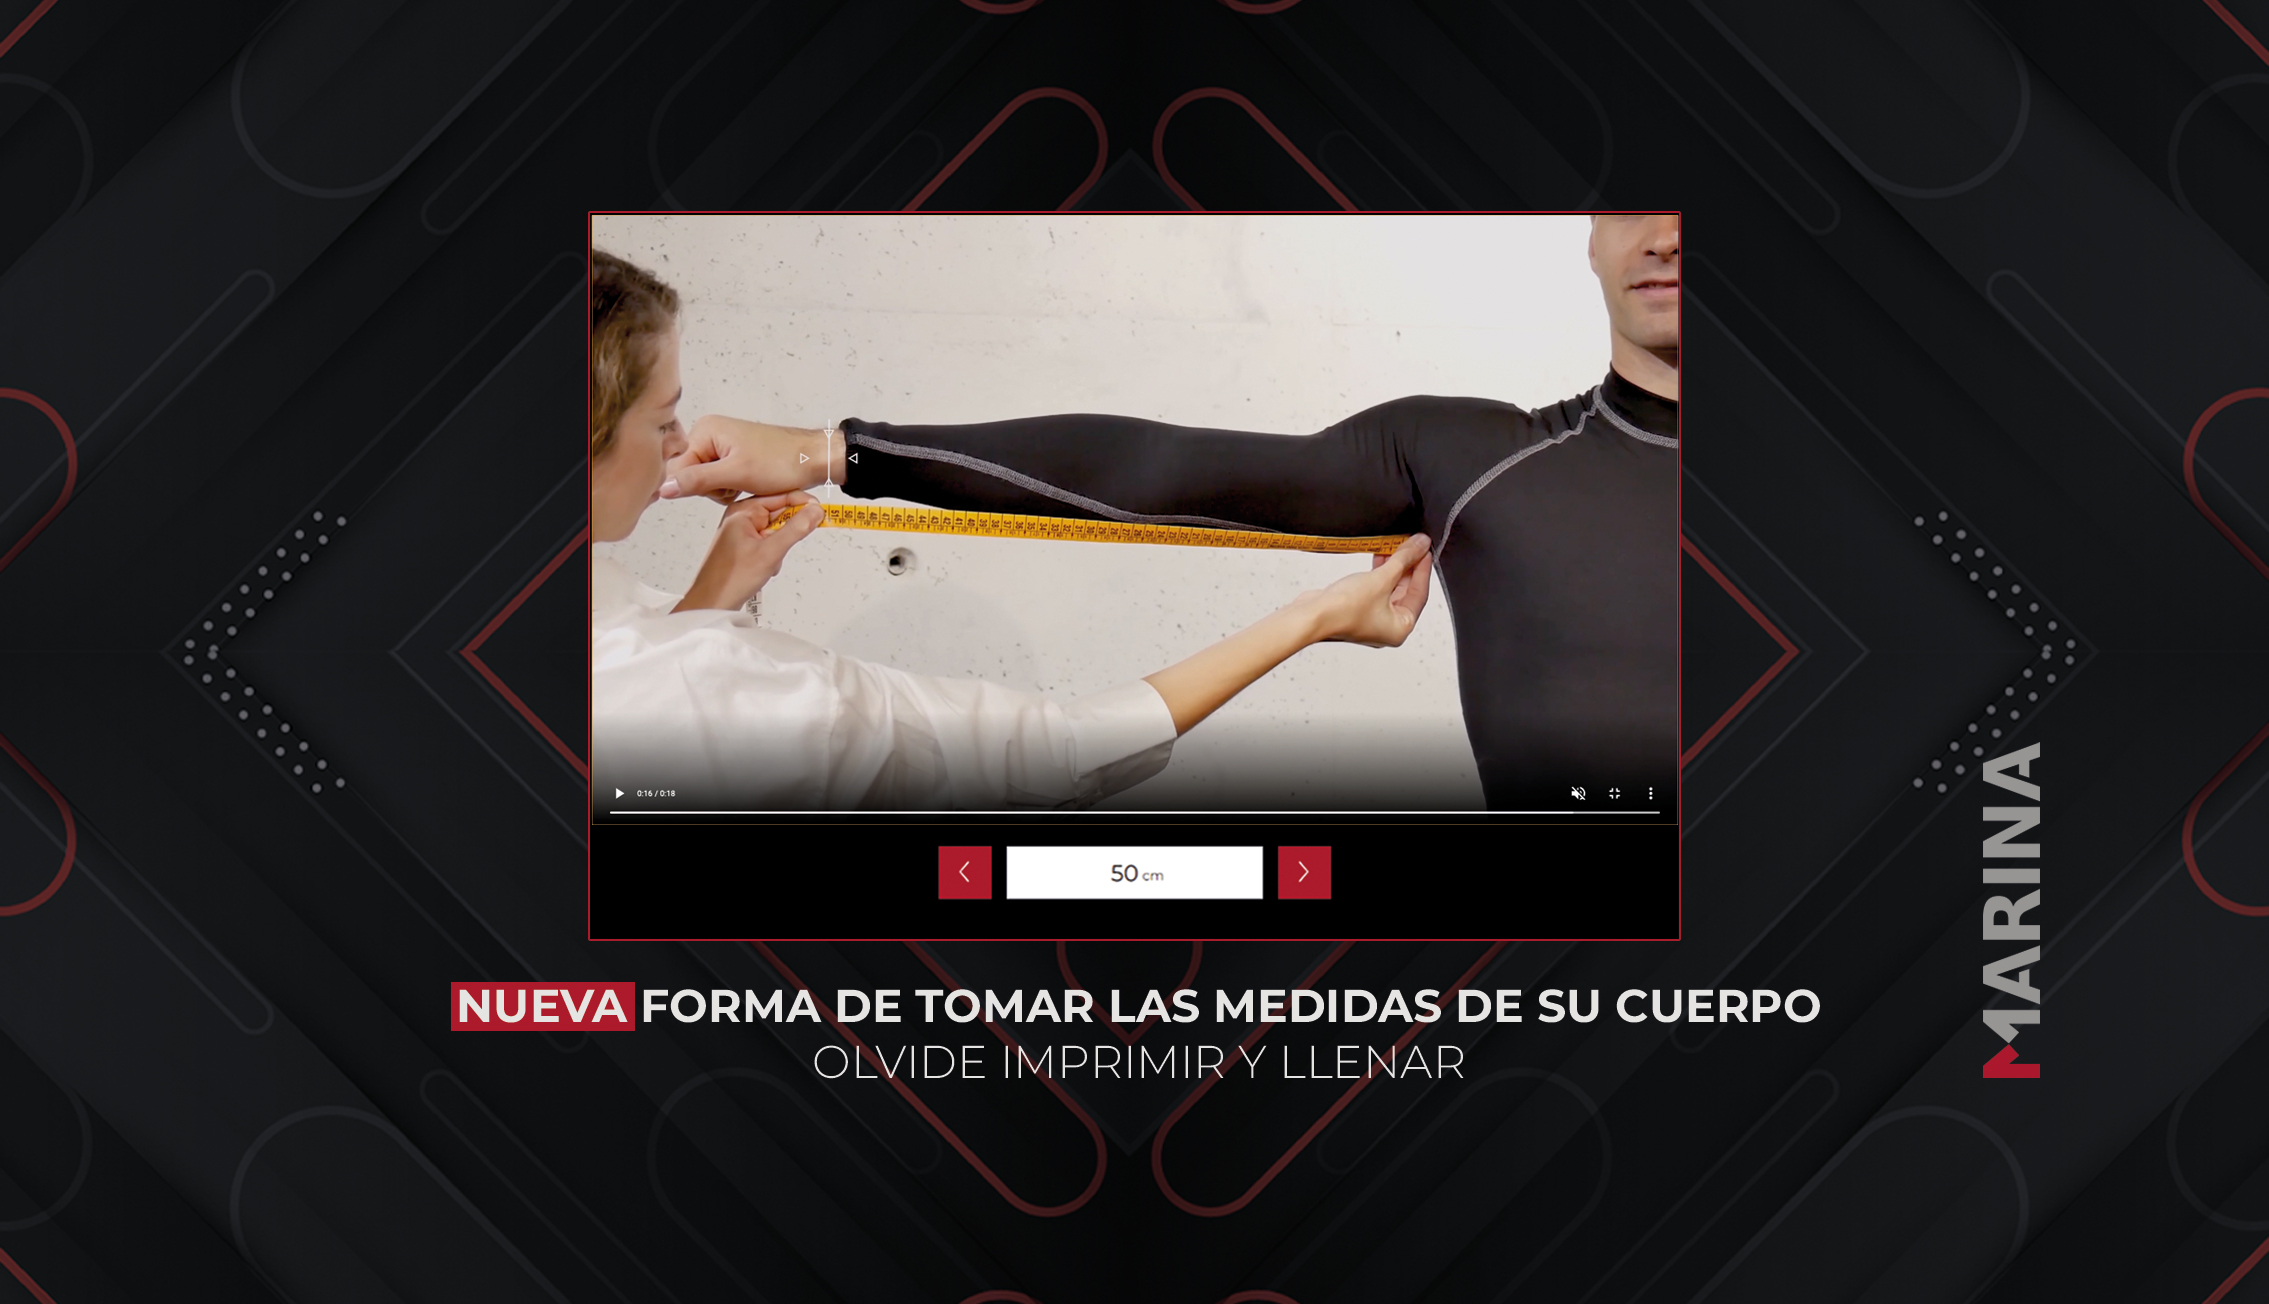 0:16 / 0:18
50 cm
NUEVA FORMA DE TOMAR LAS MEDIDAS DE SU CUERPO
OLVIDE IMPRIMIR Y LLENAR
MARINA